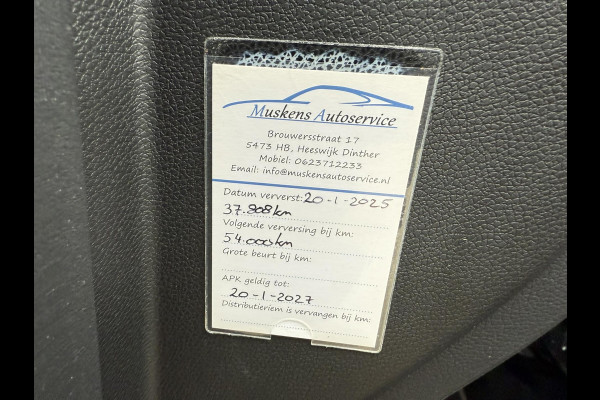 Muskens Autoservice
Brouwersstraat 17
5473 HB, Heeswijk Dinther
Mobiel: 0623712233
Email: info@muskensautoservice.nl
Datum ververst: 20-1-2025
37.808 km
Volgende verversing bij km:
54.000 km
Grote beurt bij km:
APK geldig tot:
20-1-2027
Distributieriem is vervangen bij km: